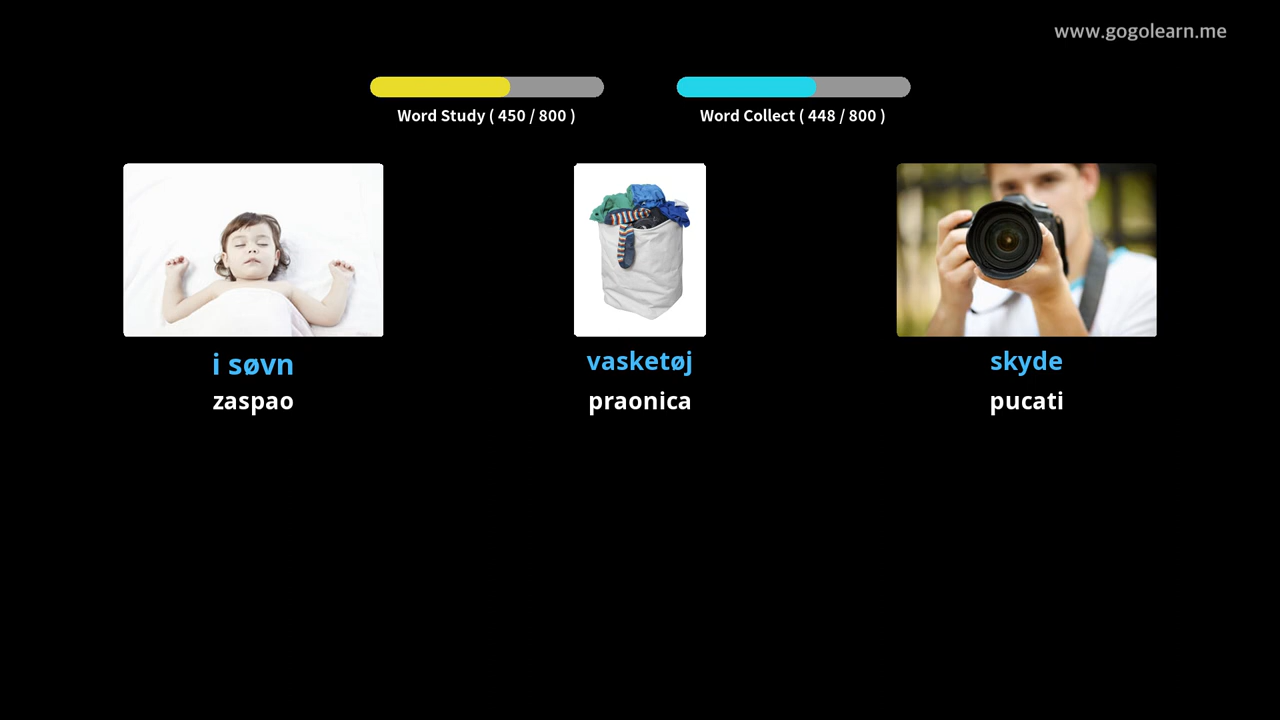 www.gogolearn.me
Word Study ( 450 / 800 )
Word Collect ( 448 / 800 )
i søvn
vasketøj
skyde
zaspao
praonica
pucati